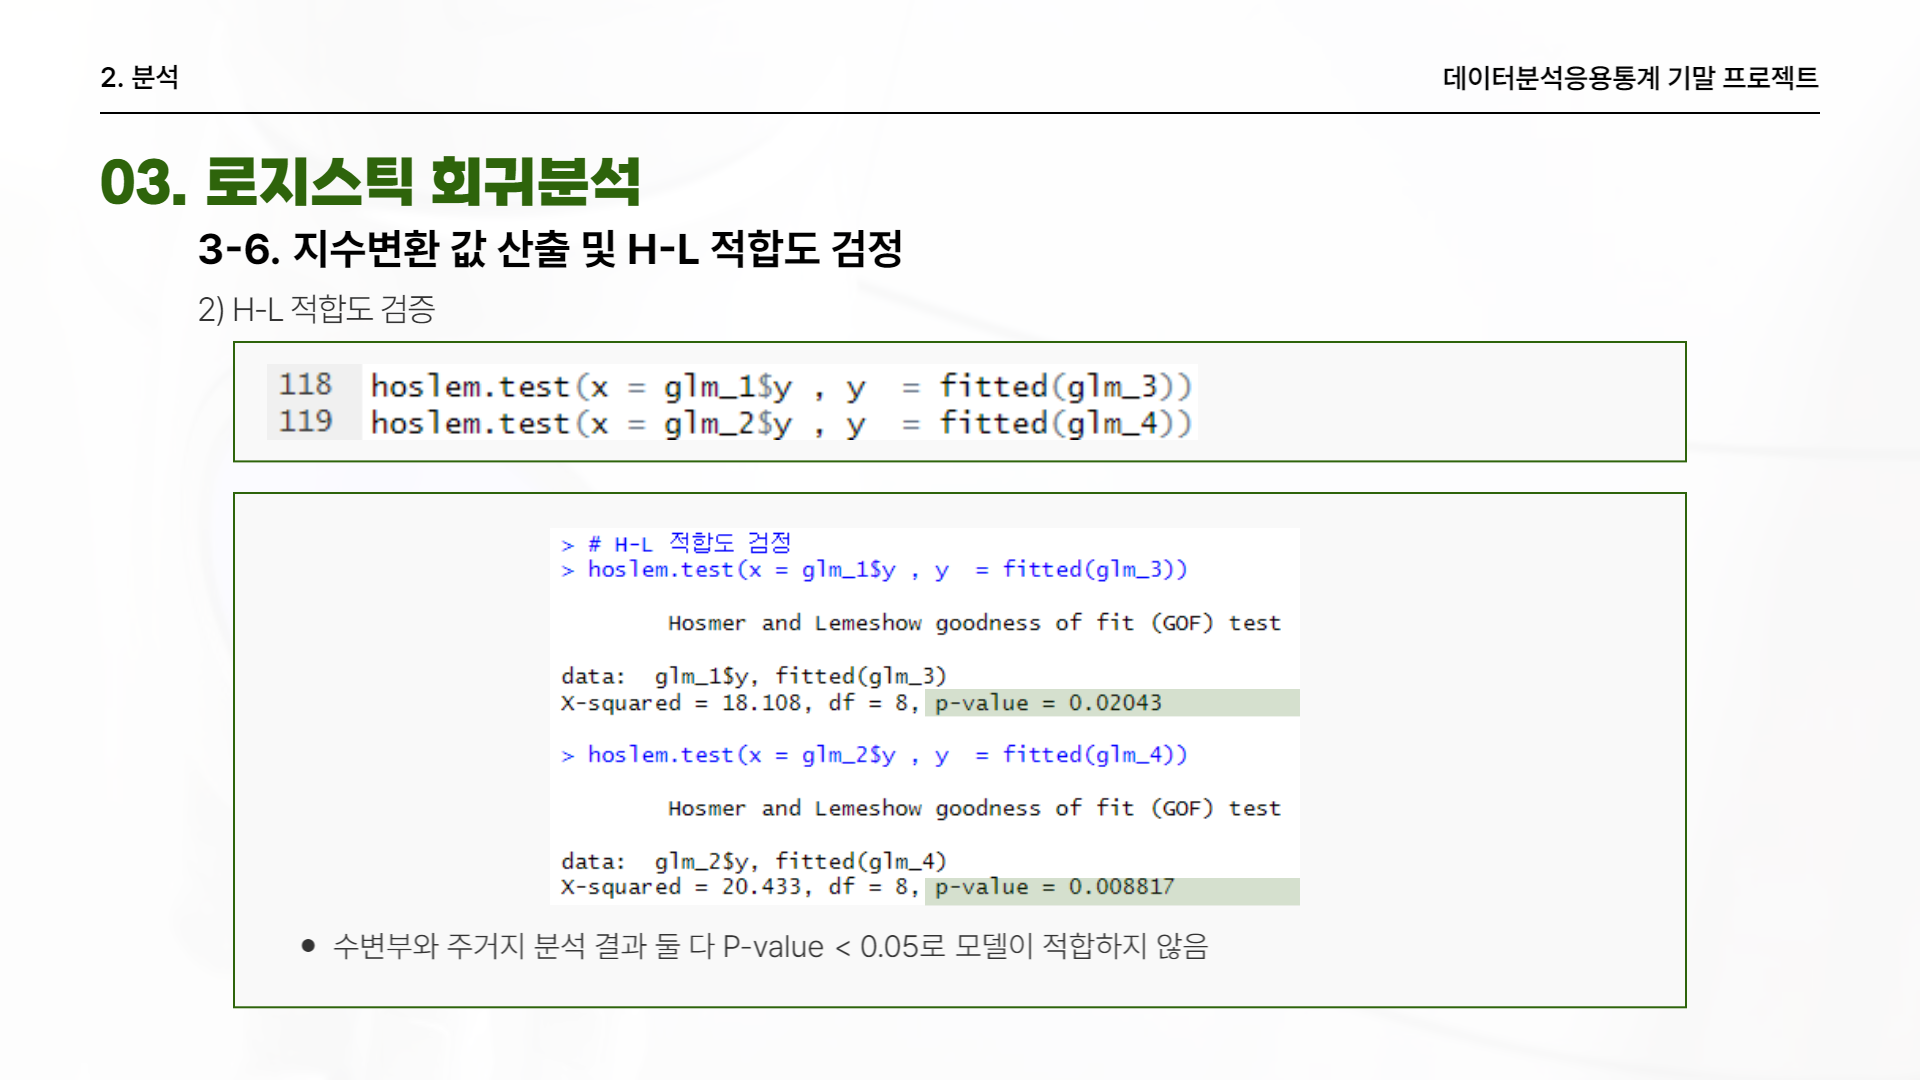 2. 분석
데이터분석응용통계 기말 프로젝트
03. 로지스틱 회귀분석
3-6. 지수변환 값 산출 및 H-L 적합도 검정
2) H-L 적합도 검증
118 hoslem.test(x = glm_1$y , y  = fitted(glm_3))
119 hoslem.test(x = glm_2$y , y  = fitted(glm_4))
> # H-L 적합도 검정
> hoslem.test(x = glm_1$y , y  = fitted(glm_3))
Hosmer and Lemeshow goodness of fit (GOF) test
data:  glm_1$y, fitted(glm_3)
X-squared = 18.108, df = 8, p-value = 0.02043
> hoslem.test(x = glm_2$y , y  = fitted(glm_4))
Hosmer and Lemeshow goodness of fit (GOF) test
data:  glm_2$y, fitted(glm_4)
X-squared = 20.433, df = 8, p-value = 0.008817
● 수변부와 주거지 분석 결과 둘 다 P-value < 0.05로 모델이 적합하지 않음